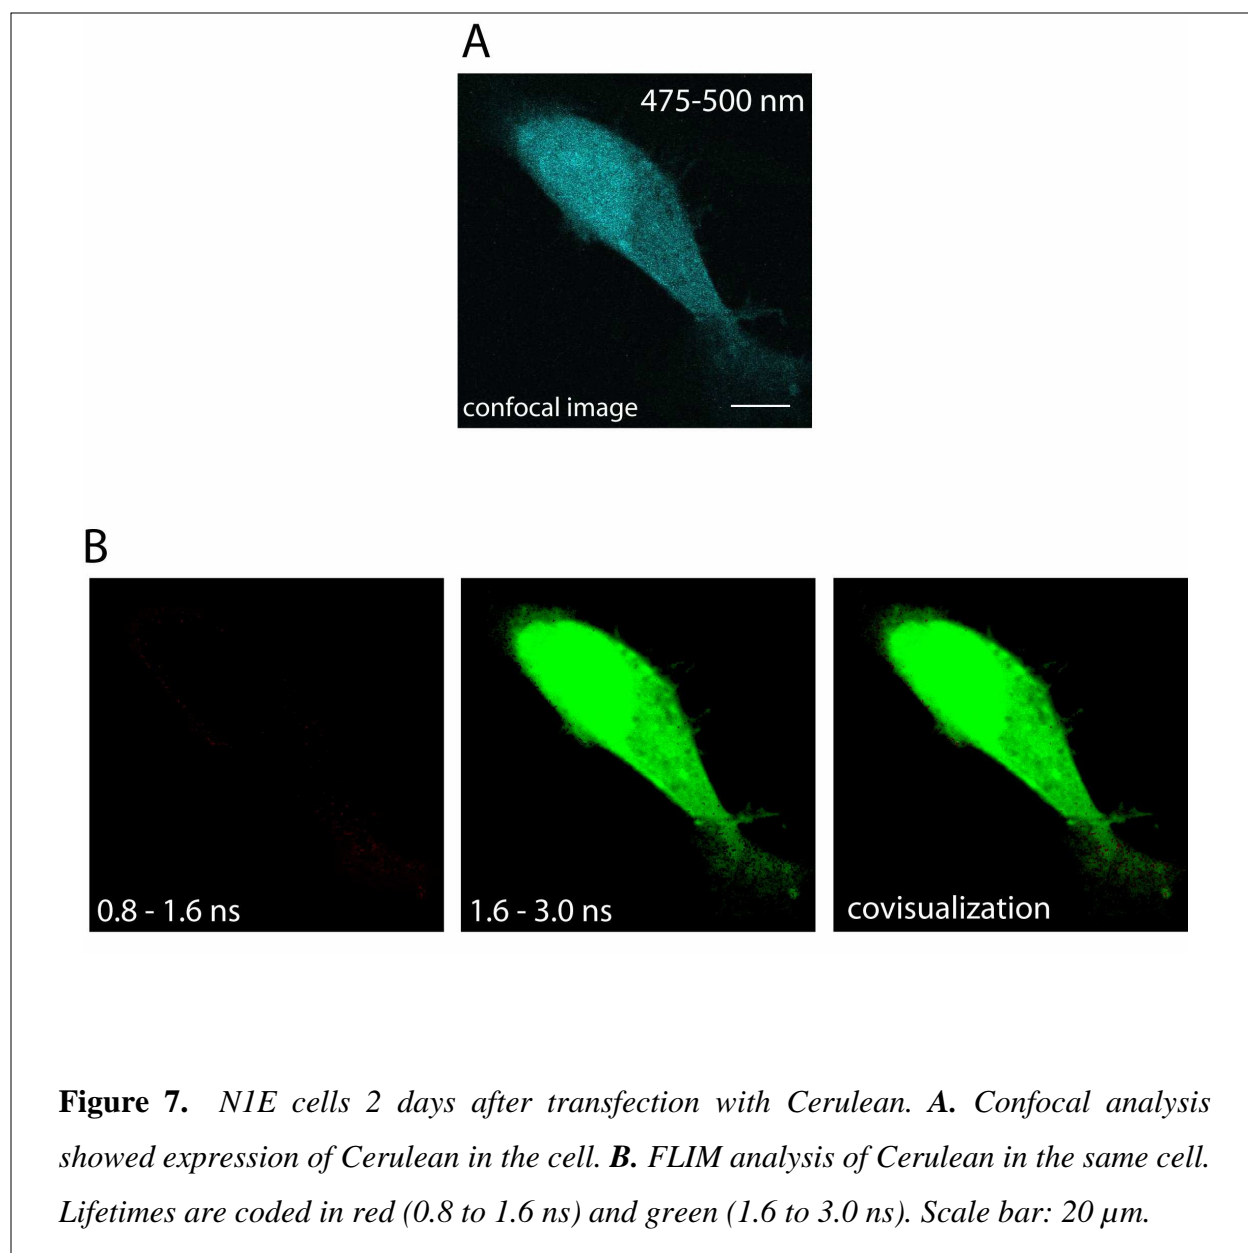 A
475-500 nm
confocal image
B
0.8 - 1.6 ns
1.6 - 3.0 ns
covisualization
Figure 7. N1E cells 2 days after transfection with Cerulean. A. Confocal analysis
showed expression of Cerulean in the cell. B. FLIM analysis of Cerulean in the same cell.
Lifetimes are coded in red (0.8 to 1.6 ns) and green (1.6 to 3.0 ns). Scale bar: 20 µm.